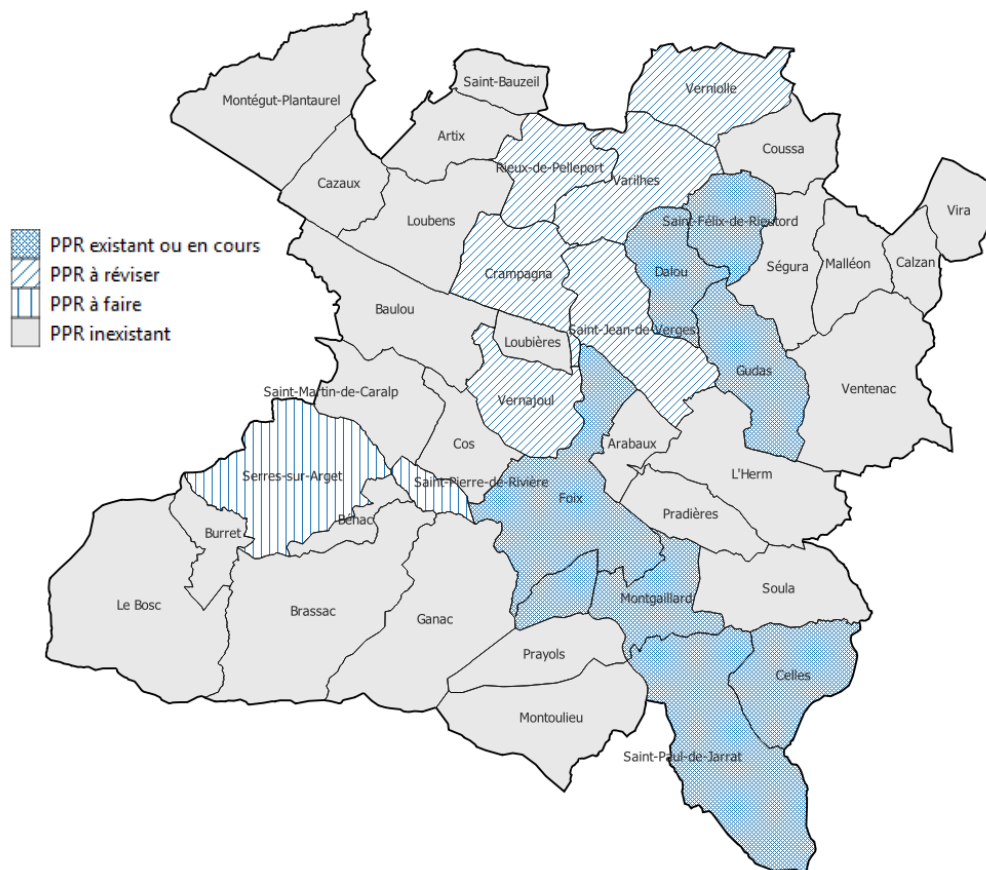 Saint-Bauzeil
Verniolle
Montégut-Plantaurel
Artix
Coussa
Rieux-de-Pelleport
Varilhes
Cazaux
Vira
Loubens
Saint-Félix-de-Rieutord
PPR existant ou en cours
PPR à réviser
PPR à faire
PPR inexistant
Ségura
Malléon
Calzan
Crampagna
Dalou
Baulou
Saint-Jean-de-Verges
Loubières
Gudas
Ventenac
Saint-Martin-de-Caralp
Vernajoul
Cos
Arabaux
L'Herm
Serres-sur-Arget
Saint-Pierre-de-Rivière
Foix
Pradières
Burret
Bénac
Soula
Le Bosc
Brassac
Ganac
Montgaillard
Prayols
Celles
Montoulieu
Saint-Paul-de-Jarrat